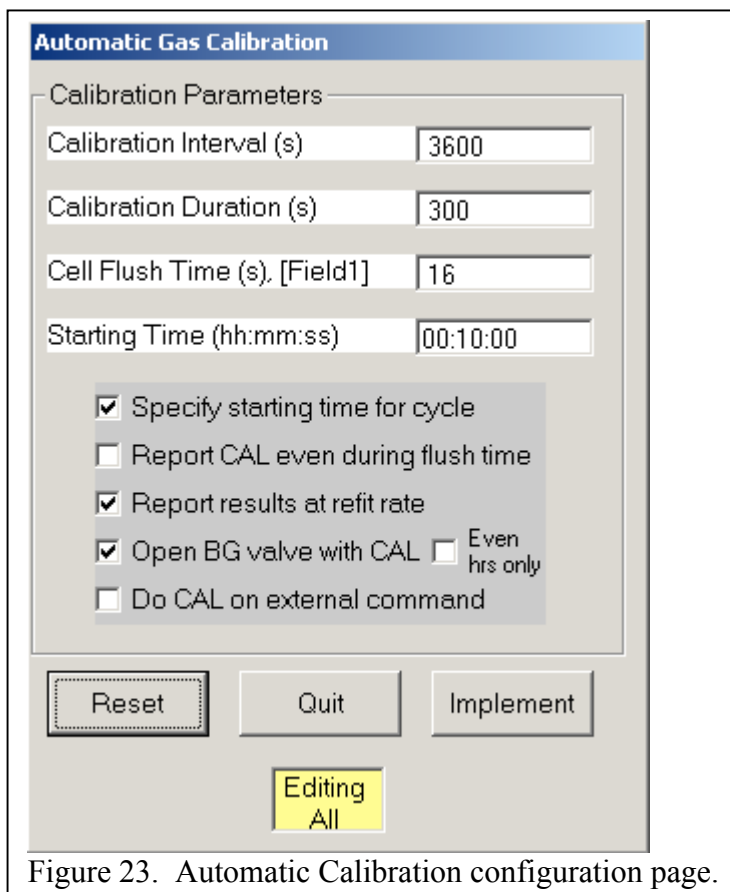 Automatic Gas Calibration
Calibration Parameters
Calibration Interval (s) 3600
Calibration Duration (s) 300
Cell Flush Time (s), [Field1] 16
Starting Time (hh:mm:ss) 00:10:00
Specify starting time for cycle
Report CAL even during flush time
Report results at refit rate
Open BG valve with CAL Even
hrs only
Do CAL on external command
Reset Quit Implement
Editing
All
Figure 23. Automatic Calibration configuration page.